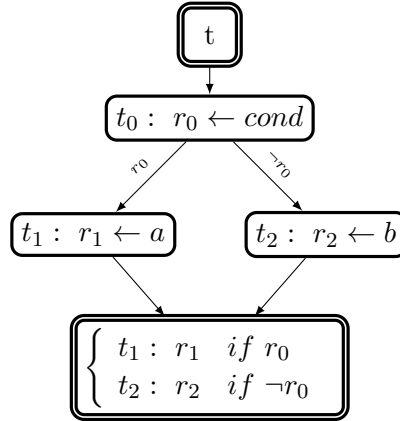 t
t₀ : r₀ ← cond
r₀ ¬r₀
t₁ : r₁ ← a t₂ : r₂ ← b
t₁ : r₁ if r₀
t₂ : r₂ if ¬r₀